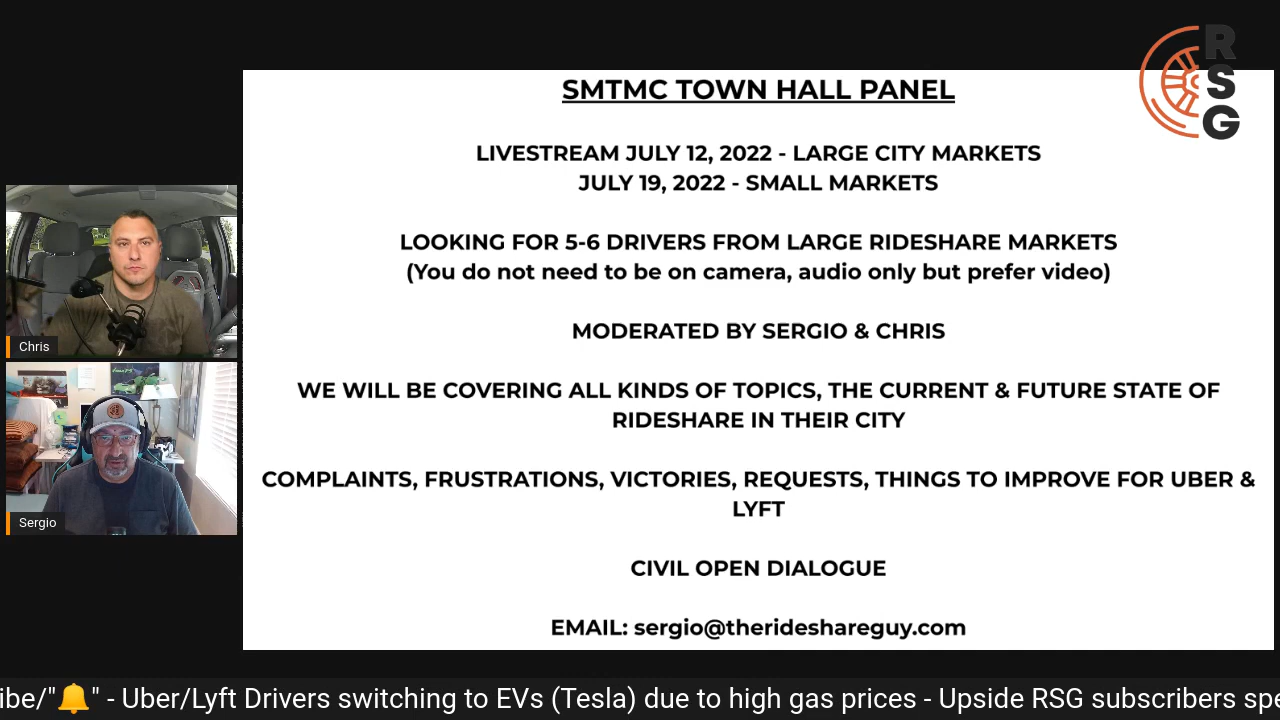 RSG
SMTMC TOWN HALL PANEL
LIVESTREAM JULY 12, 2022 - LARGE CITY MARKETS
JULY 19, 2022 - SMALL MARKETS
LOOKING FOR 5-6 DRIVERS FROM LARGE RIDESHARE MARKETS
(You do not need to be on camera, audio only but prefer video)
MODERATED BY SERGIO & CHRIS
WE WILL BE COVERING ALL KINDS OF TOPICS, THE CURRENT & FUTURE STATE OF
RIDESHARE IN THEIR CITY
COMPLAINTS, FRUSTRATIONS, VICTORIES, REQUESTS, THINGS TO IMPROVE FOR UBER &
LYFT
CIVIL OPEN DIALOGUE
EMAIL: sergio@therideshareguy.com
Chris
Sergio
ibe/"🔔" - Uber/Lyft Drivers switching to EVs (Tesla) due to high gas prices - Upside RSG subscribers spe